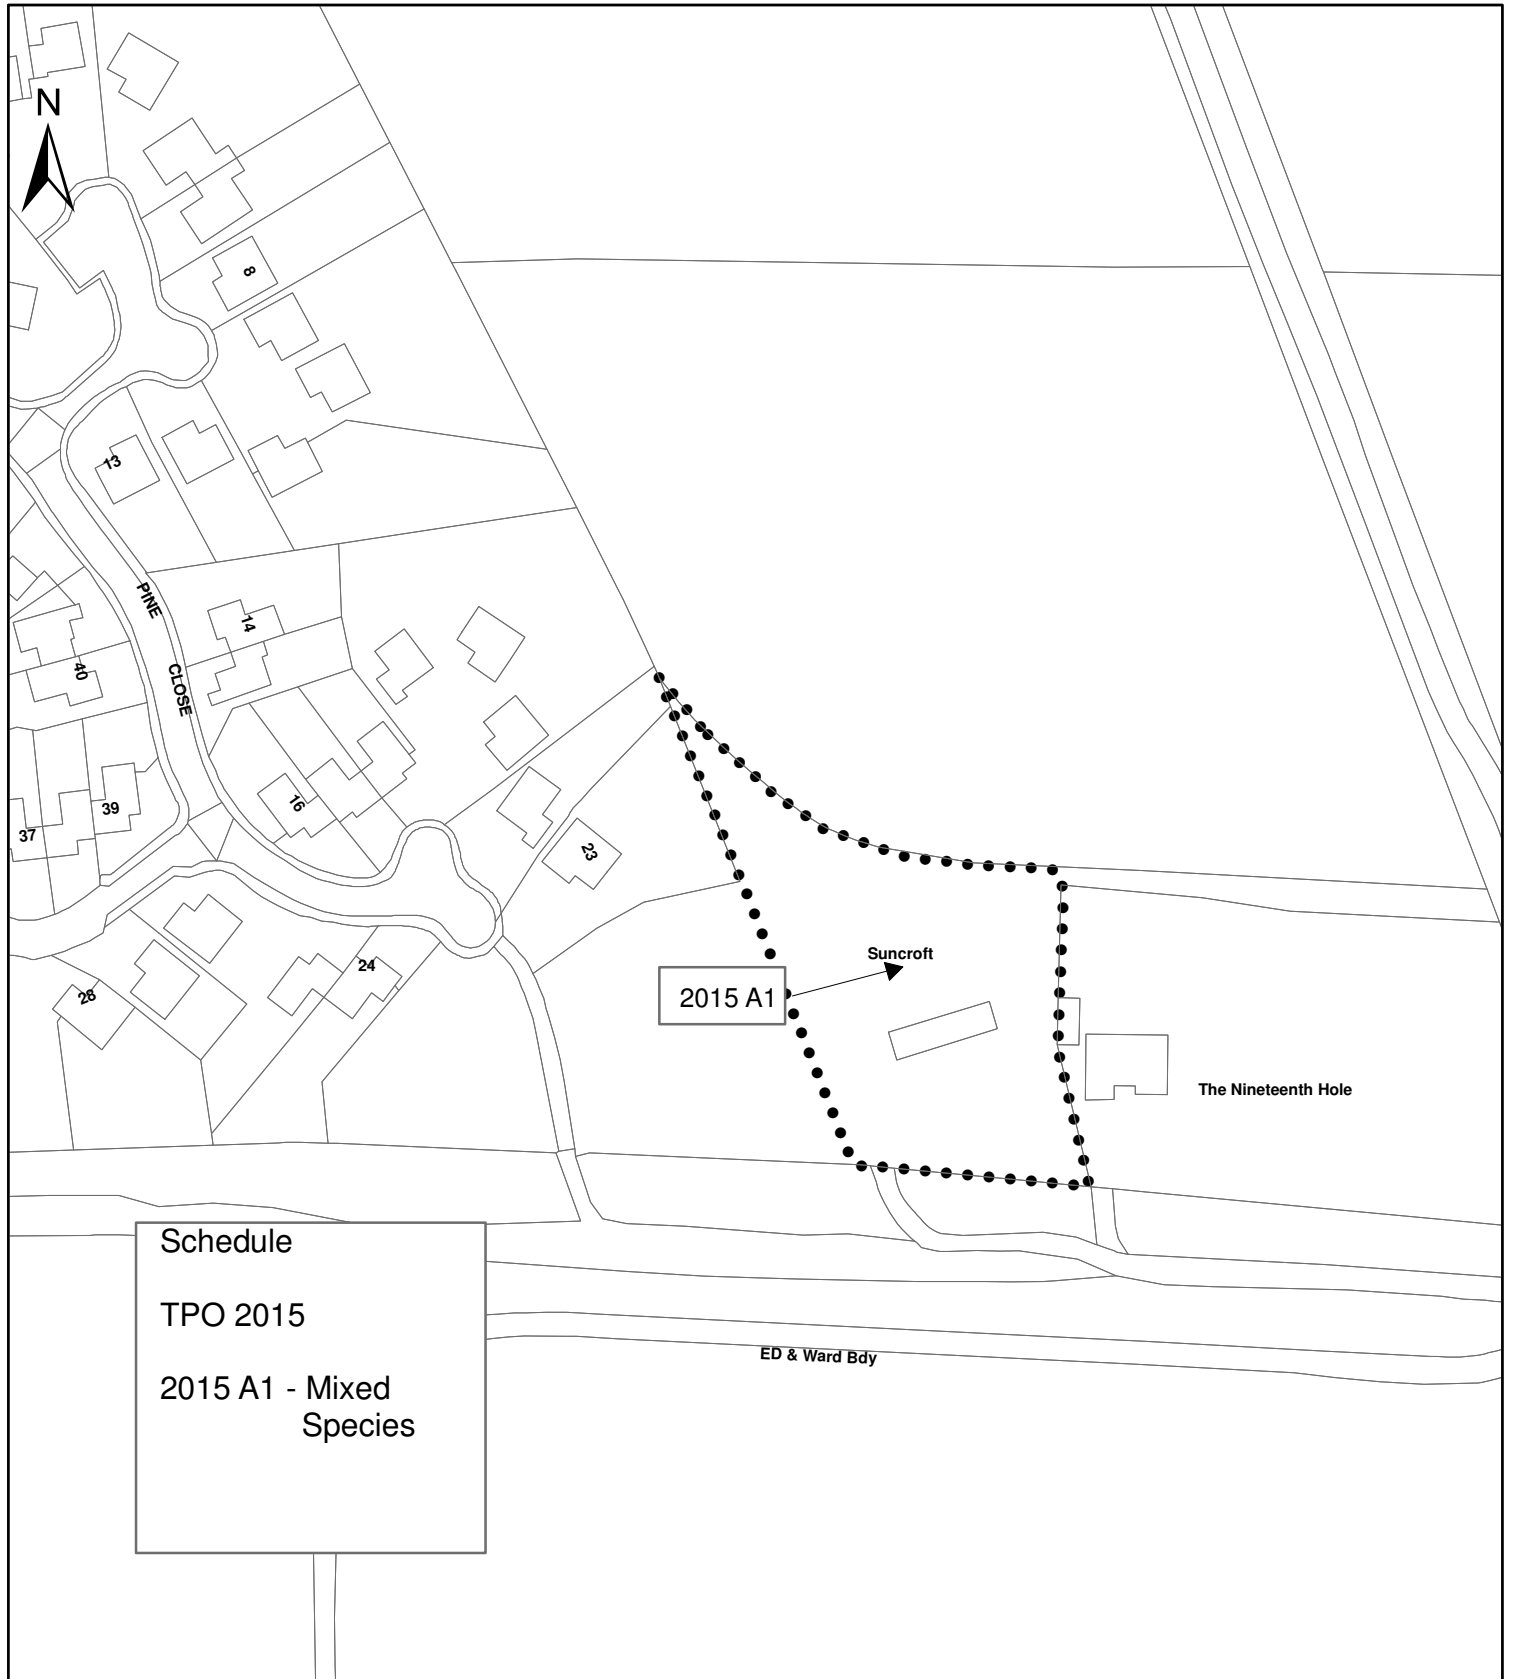 N
8
13
PINE
14
40
CLOSE
16
39
37
23
Suncroft
24
28
2015 A1
The Nineteenth Hole
Schedule
TPO 2015
ED & Ward Bdy
2015 A1 - Mixed
Species